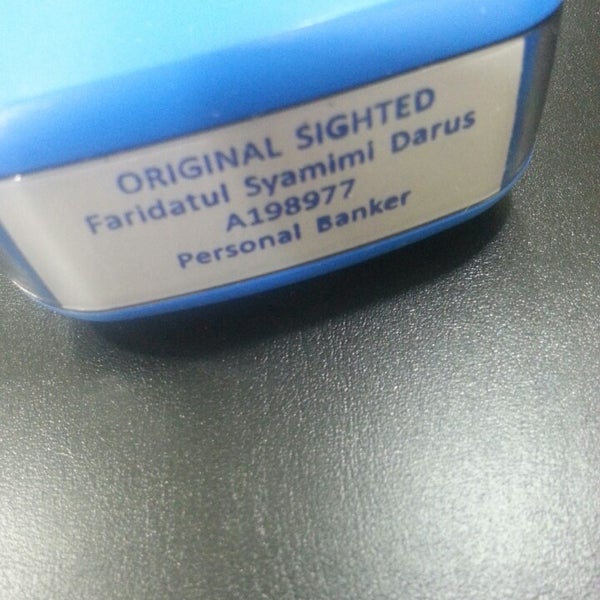 ORIGINAL SIGHTED
Faridatul Syamimi Darus
A198977
Personal Banker